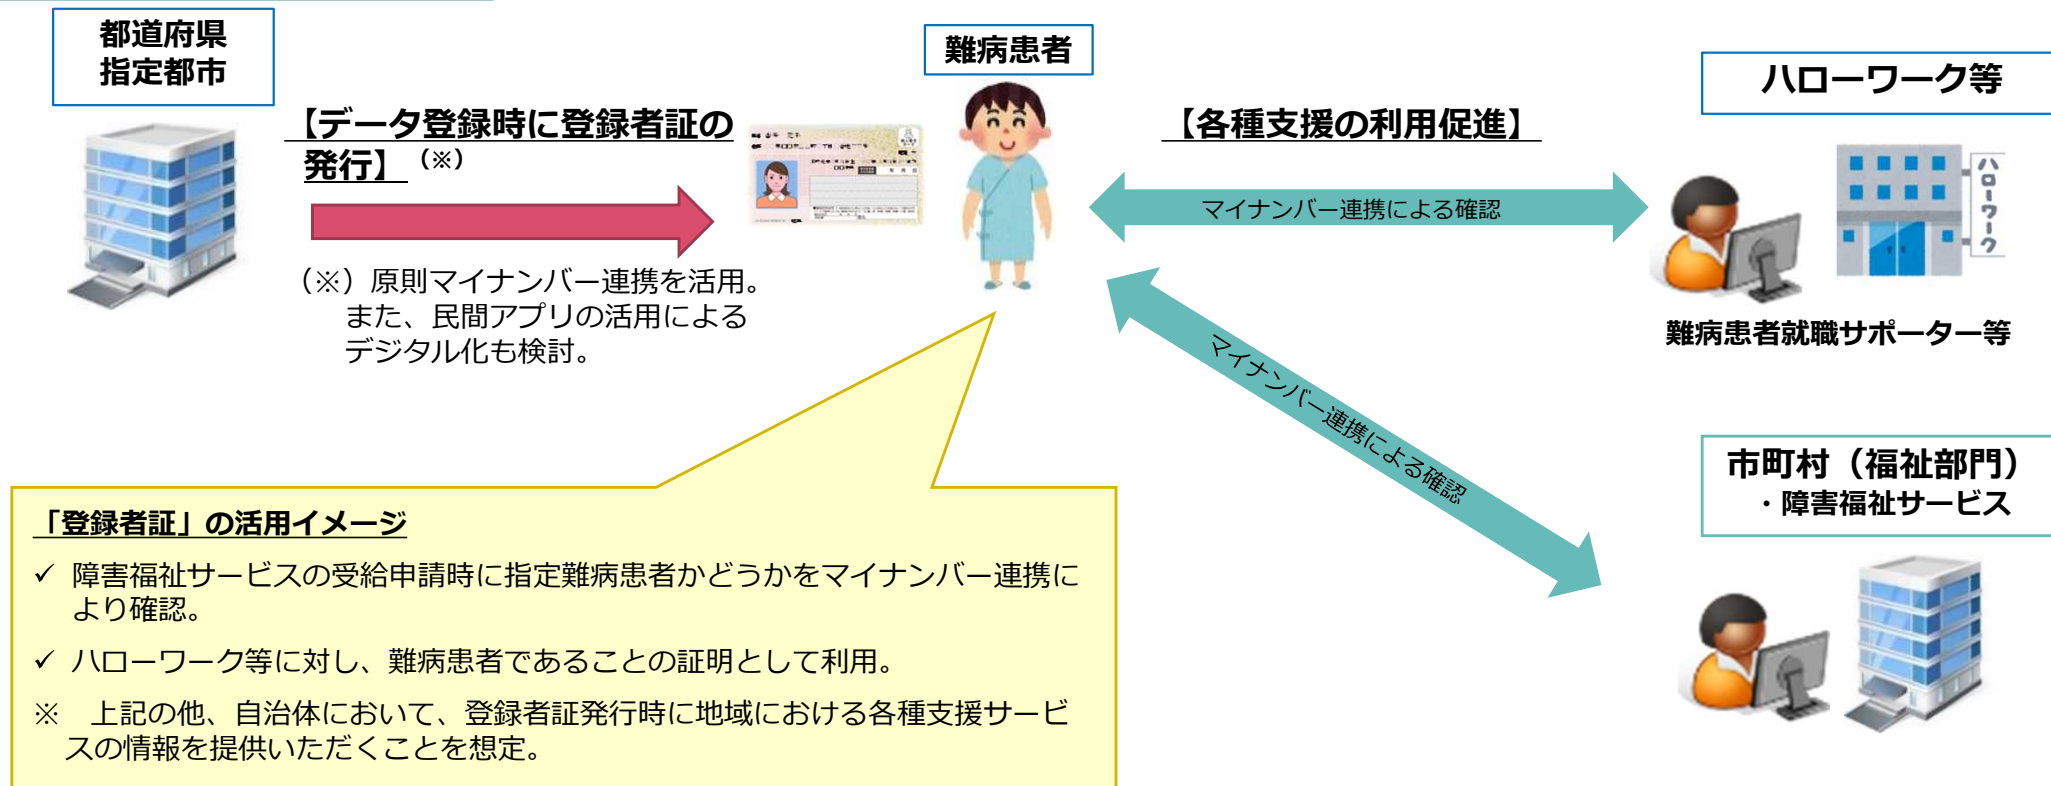 都道府県
指定都市
難病患者
ハローワーク等
【データ登録時に登録者証の
発行】（※）
【各種支援の利用促進】
マイナンバー連携による確認
ハローワーク
（※）原則マイナンバー連携を活用。
また、民間アプリの活用による
デジタル化も検討。
難病患者就職サポーター等
マイナンバー連携による確認
市町村（福祉部門）
・障害福祉サービス
「登録者証」の活用イメージ
✓ 障害福祉サービスの受給申請時に指定難病患者かどうかをマイナンバー連携に
より確認。
✓ ハローワーク等に対し、難病患者であることの証明として利用。
※　上記の他、自治体において、登録者証発行時に地域における各種支援サービ
スの情報を提供いただくことを想定。